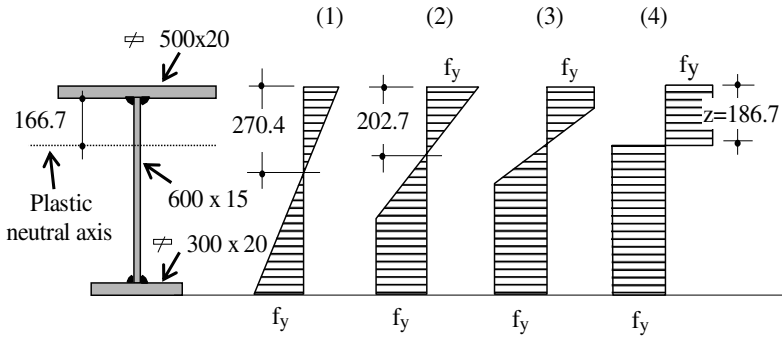 (1) (2) (3) (4)
500x20
166.7
Plastic
neutral axis
600 x 15
300 x 20
270.4
f_y
202.7
f_y
f_y
f_y
f_y
f_y
z=186.7
f_y